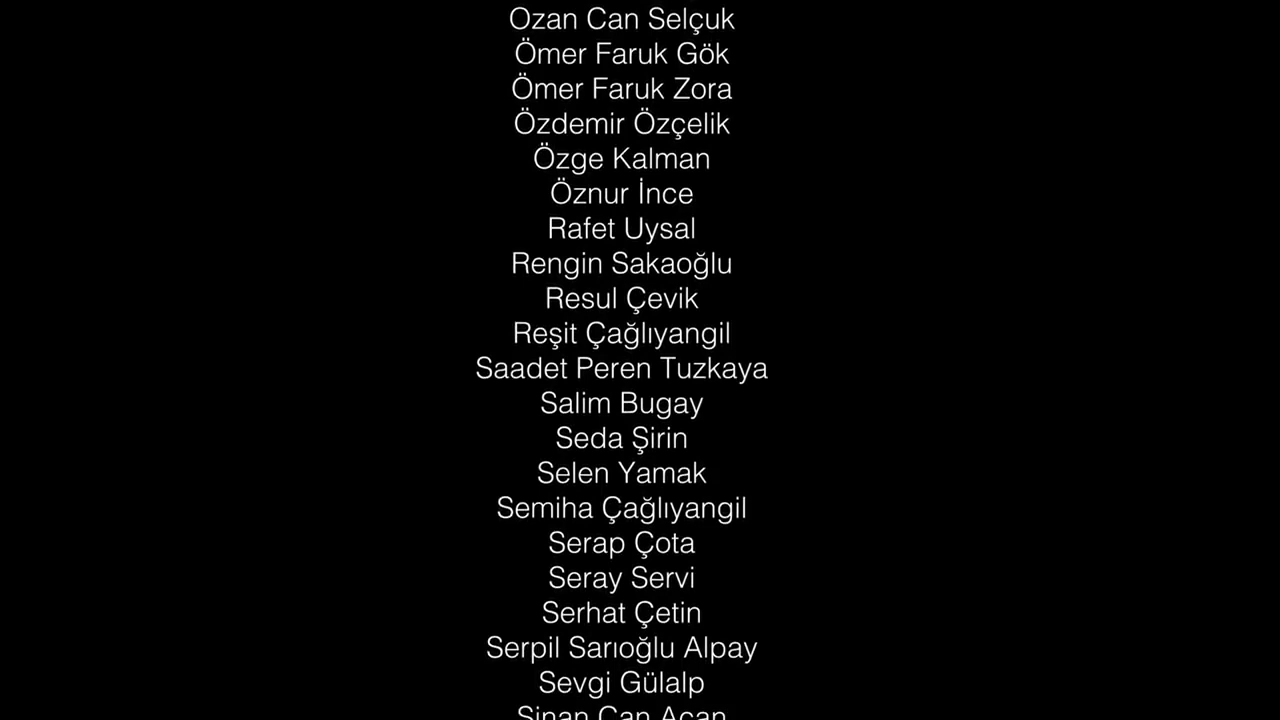 Ozan Can Selçuk
Ömer Faruk Gök
Ömer Faruk Zora
Özdemir Özçelik
Özge Kalman
Öznur İnce
Rafet Uysal
Rengin Sakaoğlu
Resul Çevik
Reşit Çağlıyangil
Saadet Peren Tuzkaya
Salim Bugay
Seda Şirin
Selen Yamak
Semiha Çağlıyangil
Serap Çota
Seray Servi
Serhat Çetin
Serpil Sarıoğlu Alpay
Sevgi Gülalp
Sinan Can